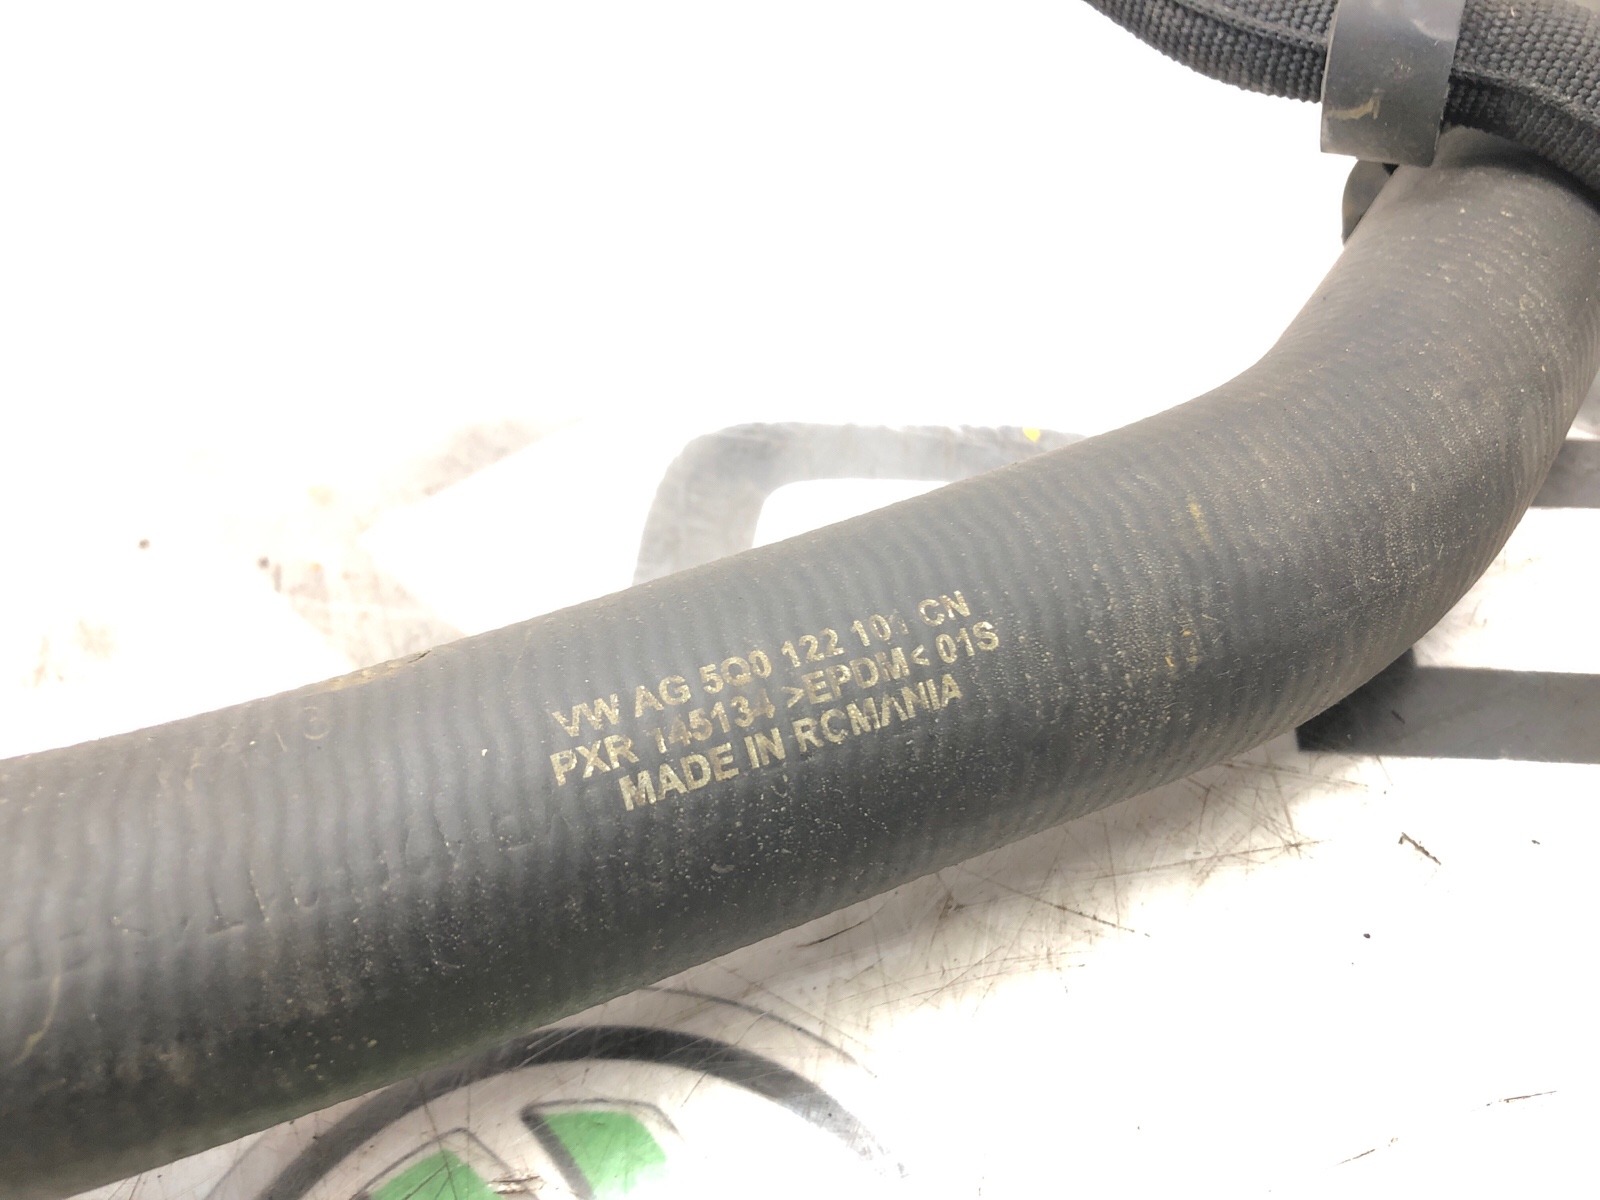 VW AG 5Q0 122 101 CN
PXR 145134 >EPDM< 01S
MADE IN ROMANIA